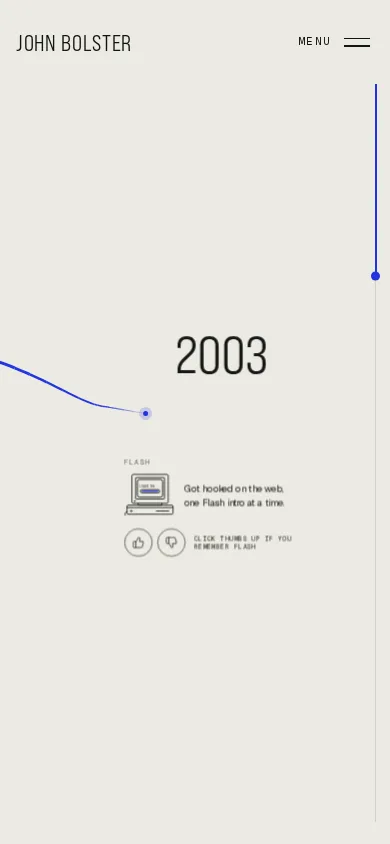 JOHN BOLSTER
MENU
2003
FLASH
Got hooked on the web,
one Flash intro at a time.
CLICK THUMBS UP IF YOU
REMEMBER FLASH